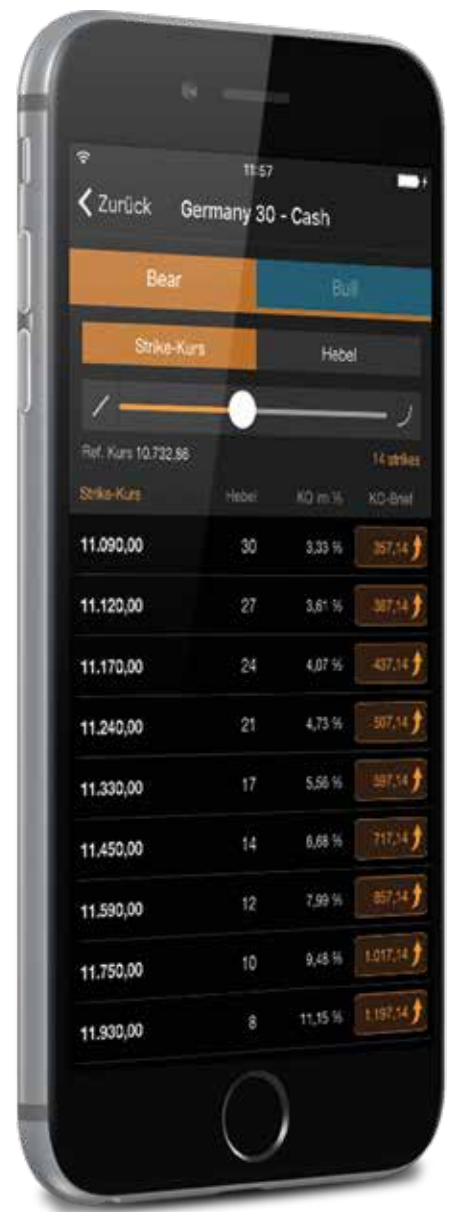 11:57
Zurück Germany 30 - Cash
Bear Bull
Strike-Kurs Hebel
Ref. Kurs 10.732.86 14 strikes
Strike-Kurs Hebel KO in % KO-Brief
11.090,00 30 3,33 % 357,14
11.120,00 27 3,61 % 387,14
11.170,00 24 4,07 % 437,14
11.240,00 21 4,73 % 507,14
11.330,00 17 5,56 % 597,14
11.450,00 14 6,68 % 717,14
11.590,00 12 7,99 % 857,14
11.750,00 10 9,48 % 1.017,14
11.930,00 8 11,15 % 1.197,14